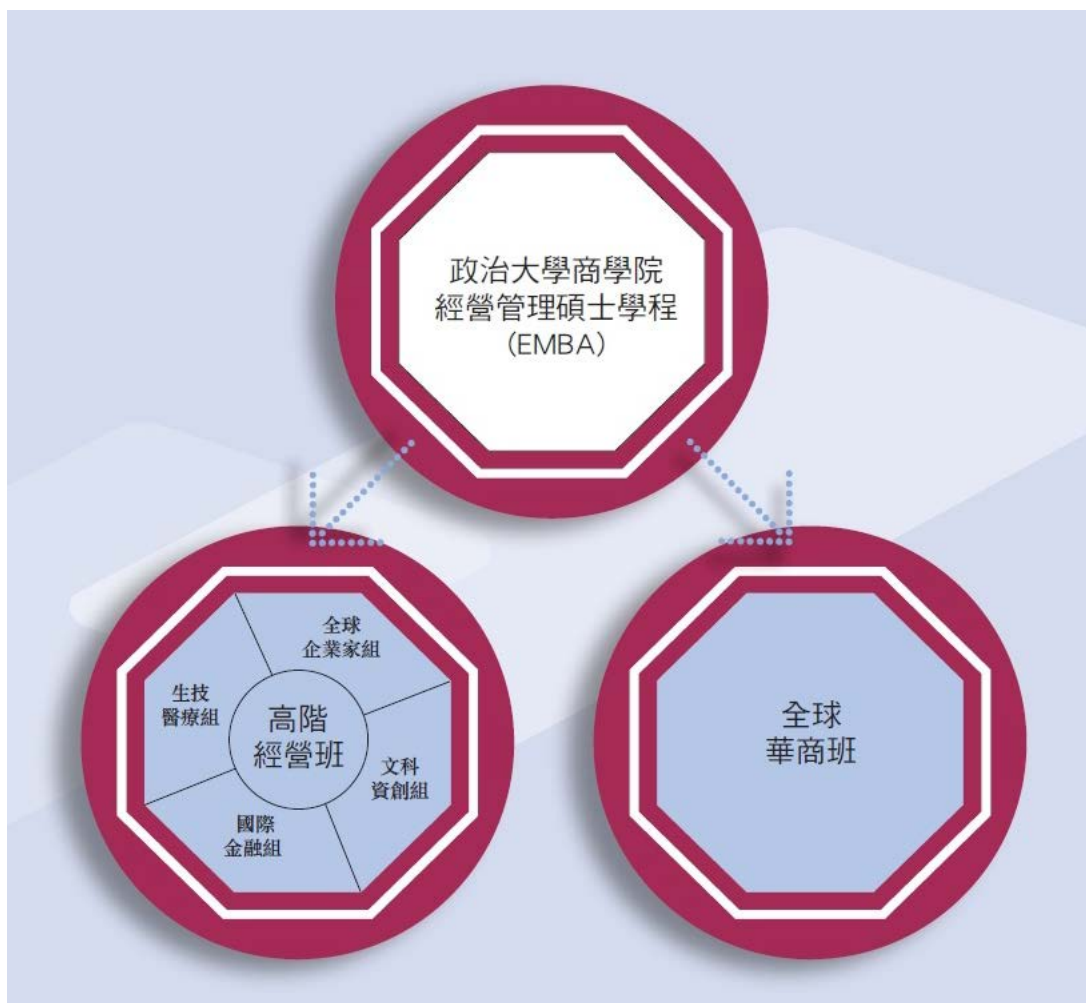 政治大學商學院
經營管理碩士學程
(EMBA)
全球
企業家組
生技
醫療組
高階
經營班
文科
資創組
國際
金融組
全球
華商班